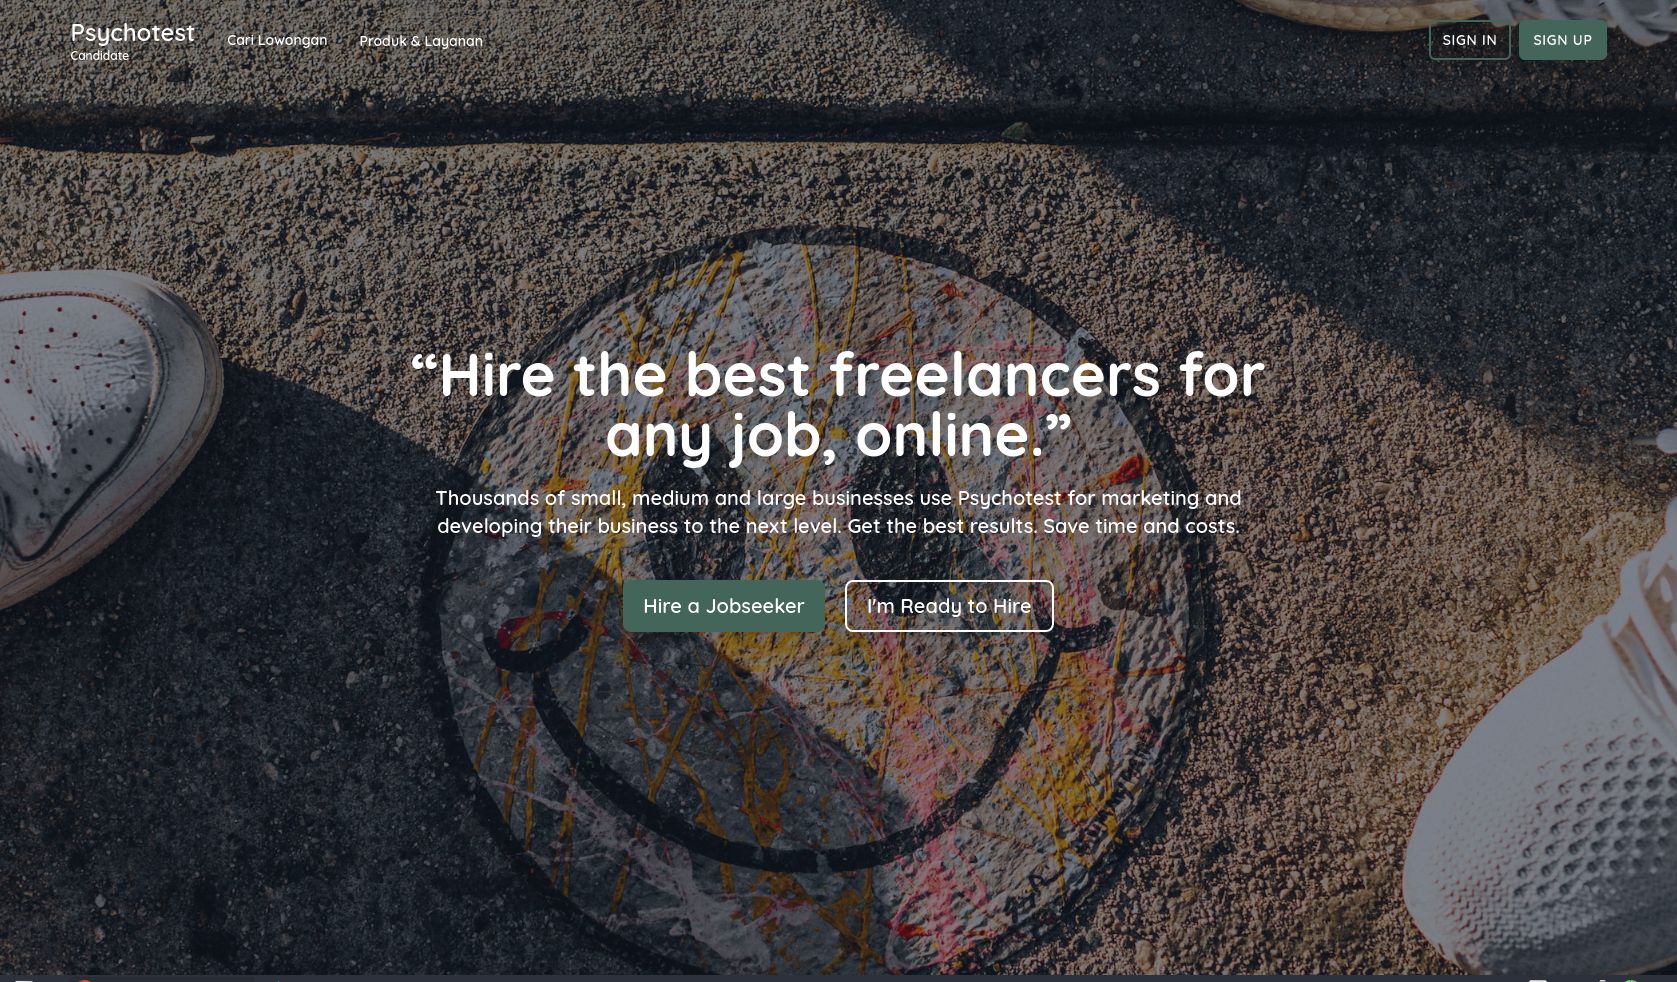 Psychotest
Candidate
Cari Lowongan
Produk & Layanan
SIGN IN
SIGN UP
“Hire the best freelancers for
any job, online.”
Thousands of small, medium and large businesses use Psychotest for marketing and
developing their business to the next level. Get the best results. Save time and costs.
Hire a Jobseeker
I'm Ready to Hire